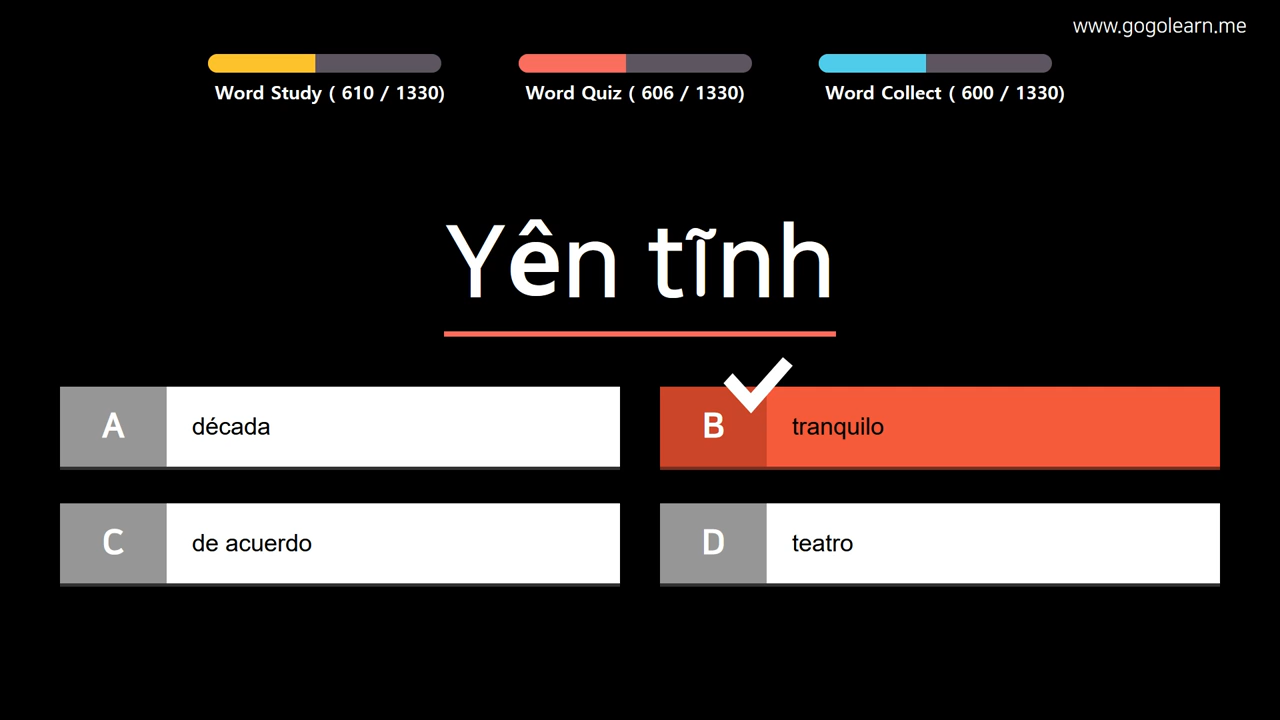 www.gogolearn.me
Word Study ( 610 / 1330)
Word Quiz ( 606 / 1330)
Word Collect ( 600 / 1330)
Yên tĩnh
A década
B tranquilo
C de acuerdo
D teatro